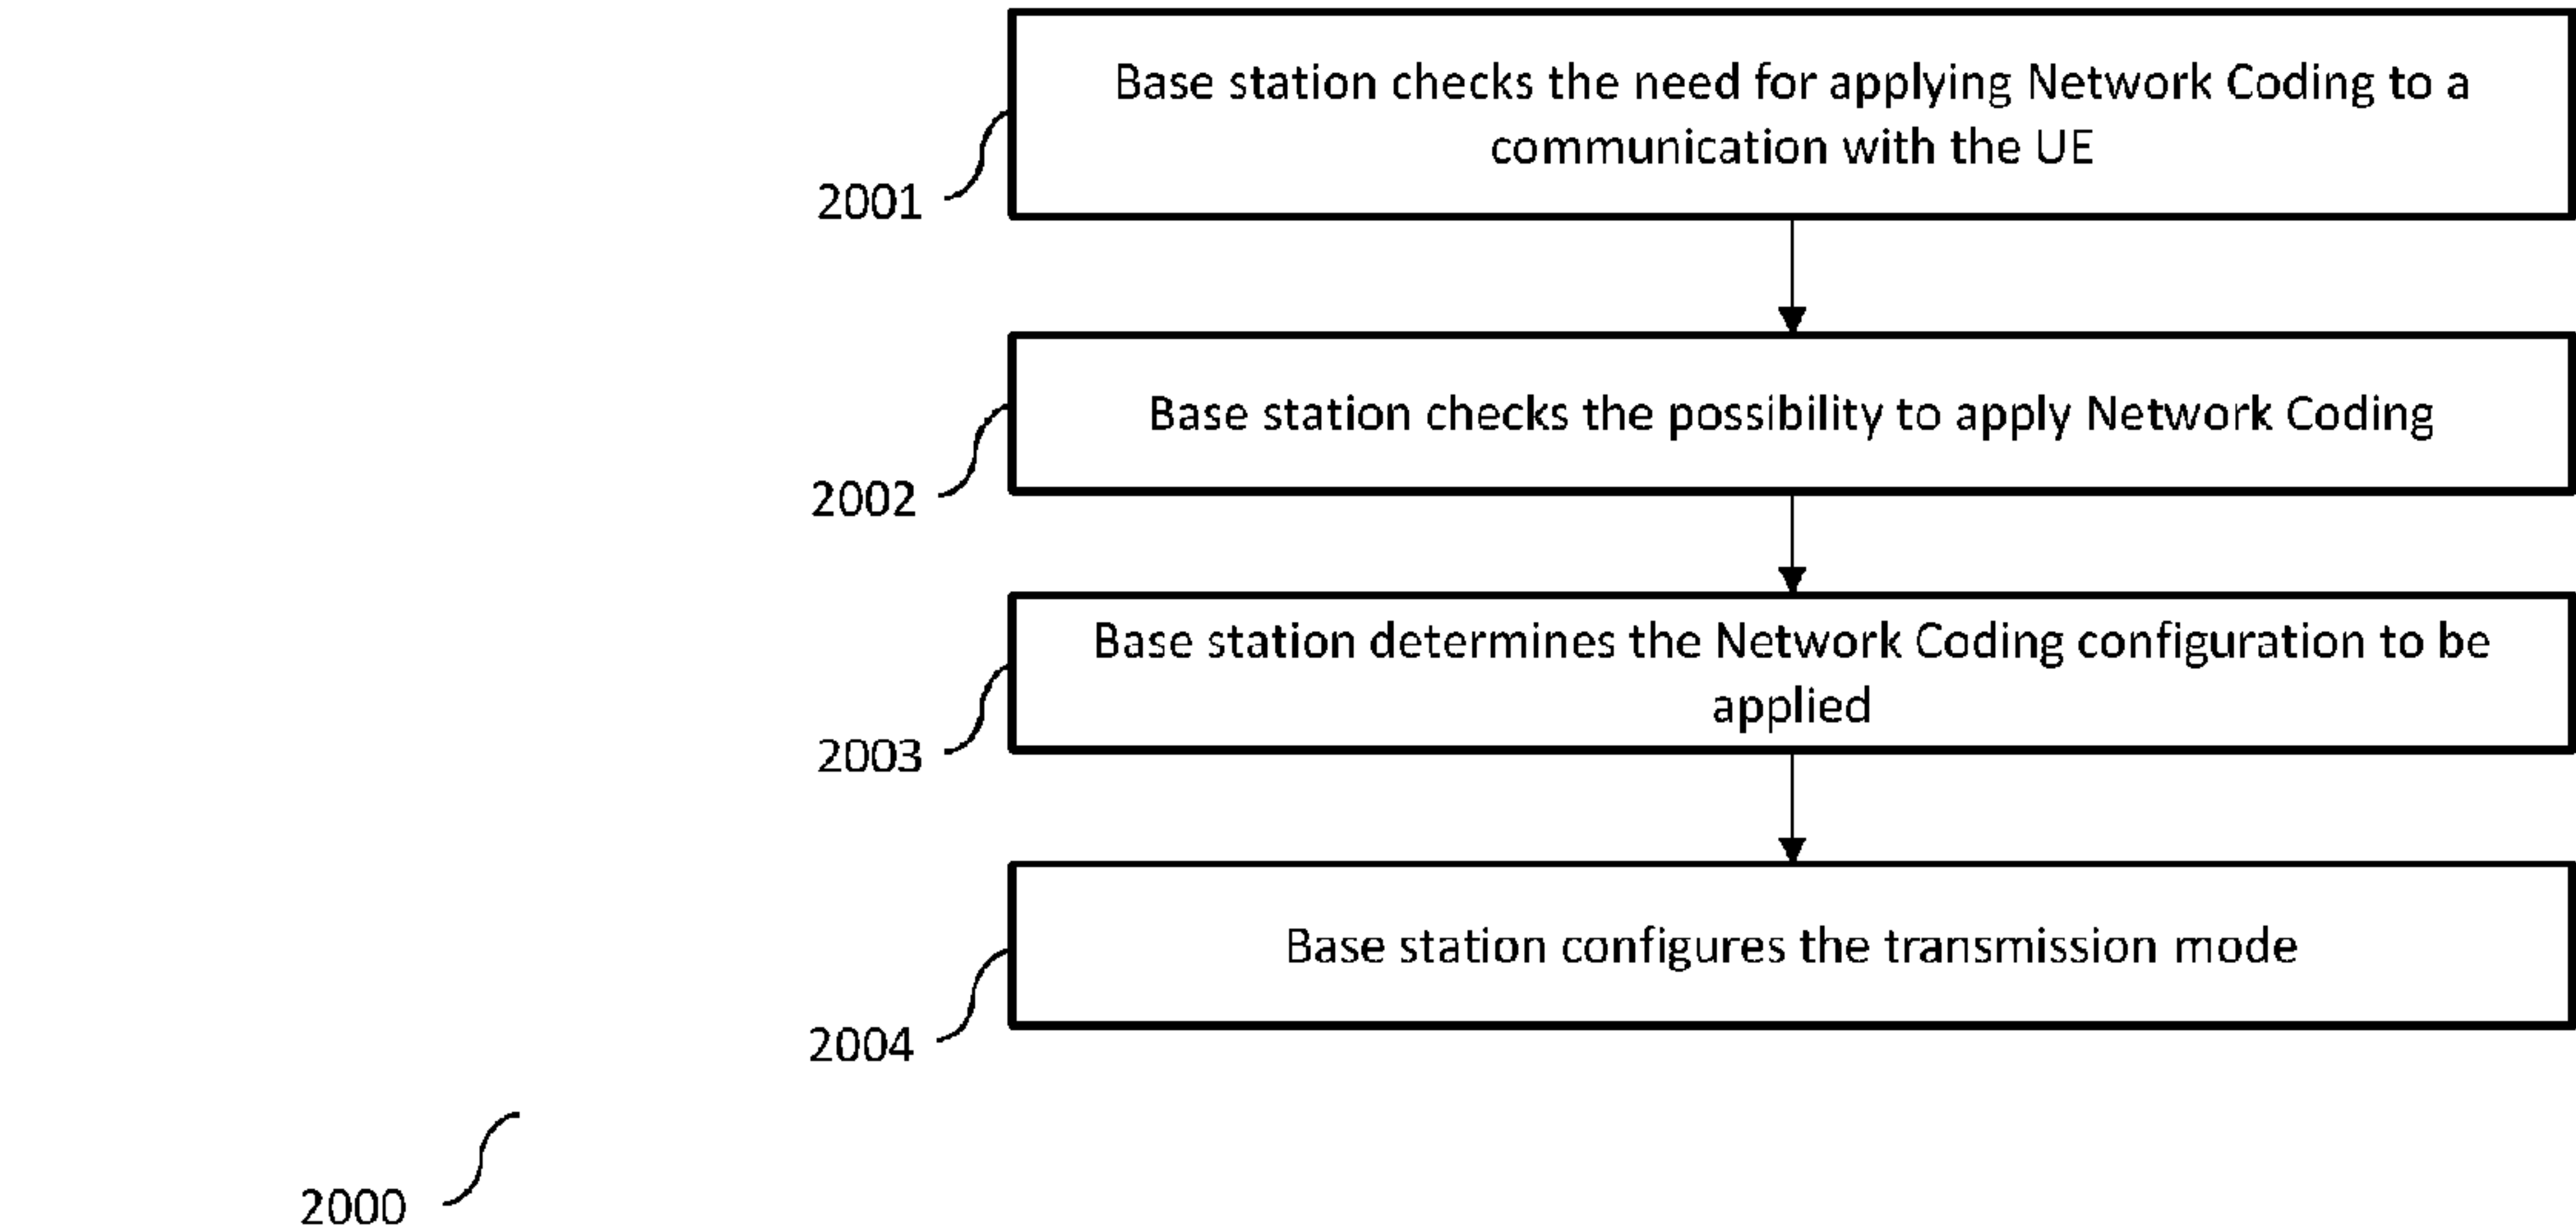 Base station checks the need for applying Network Coding to a
communication with the UE
2001
Base station checks the possibility to apply Network Coding
2002
Base station determines the Network Coding configuration to be
applied
2003
Base station configures the transmission mode
2004
2000